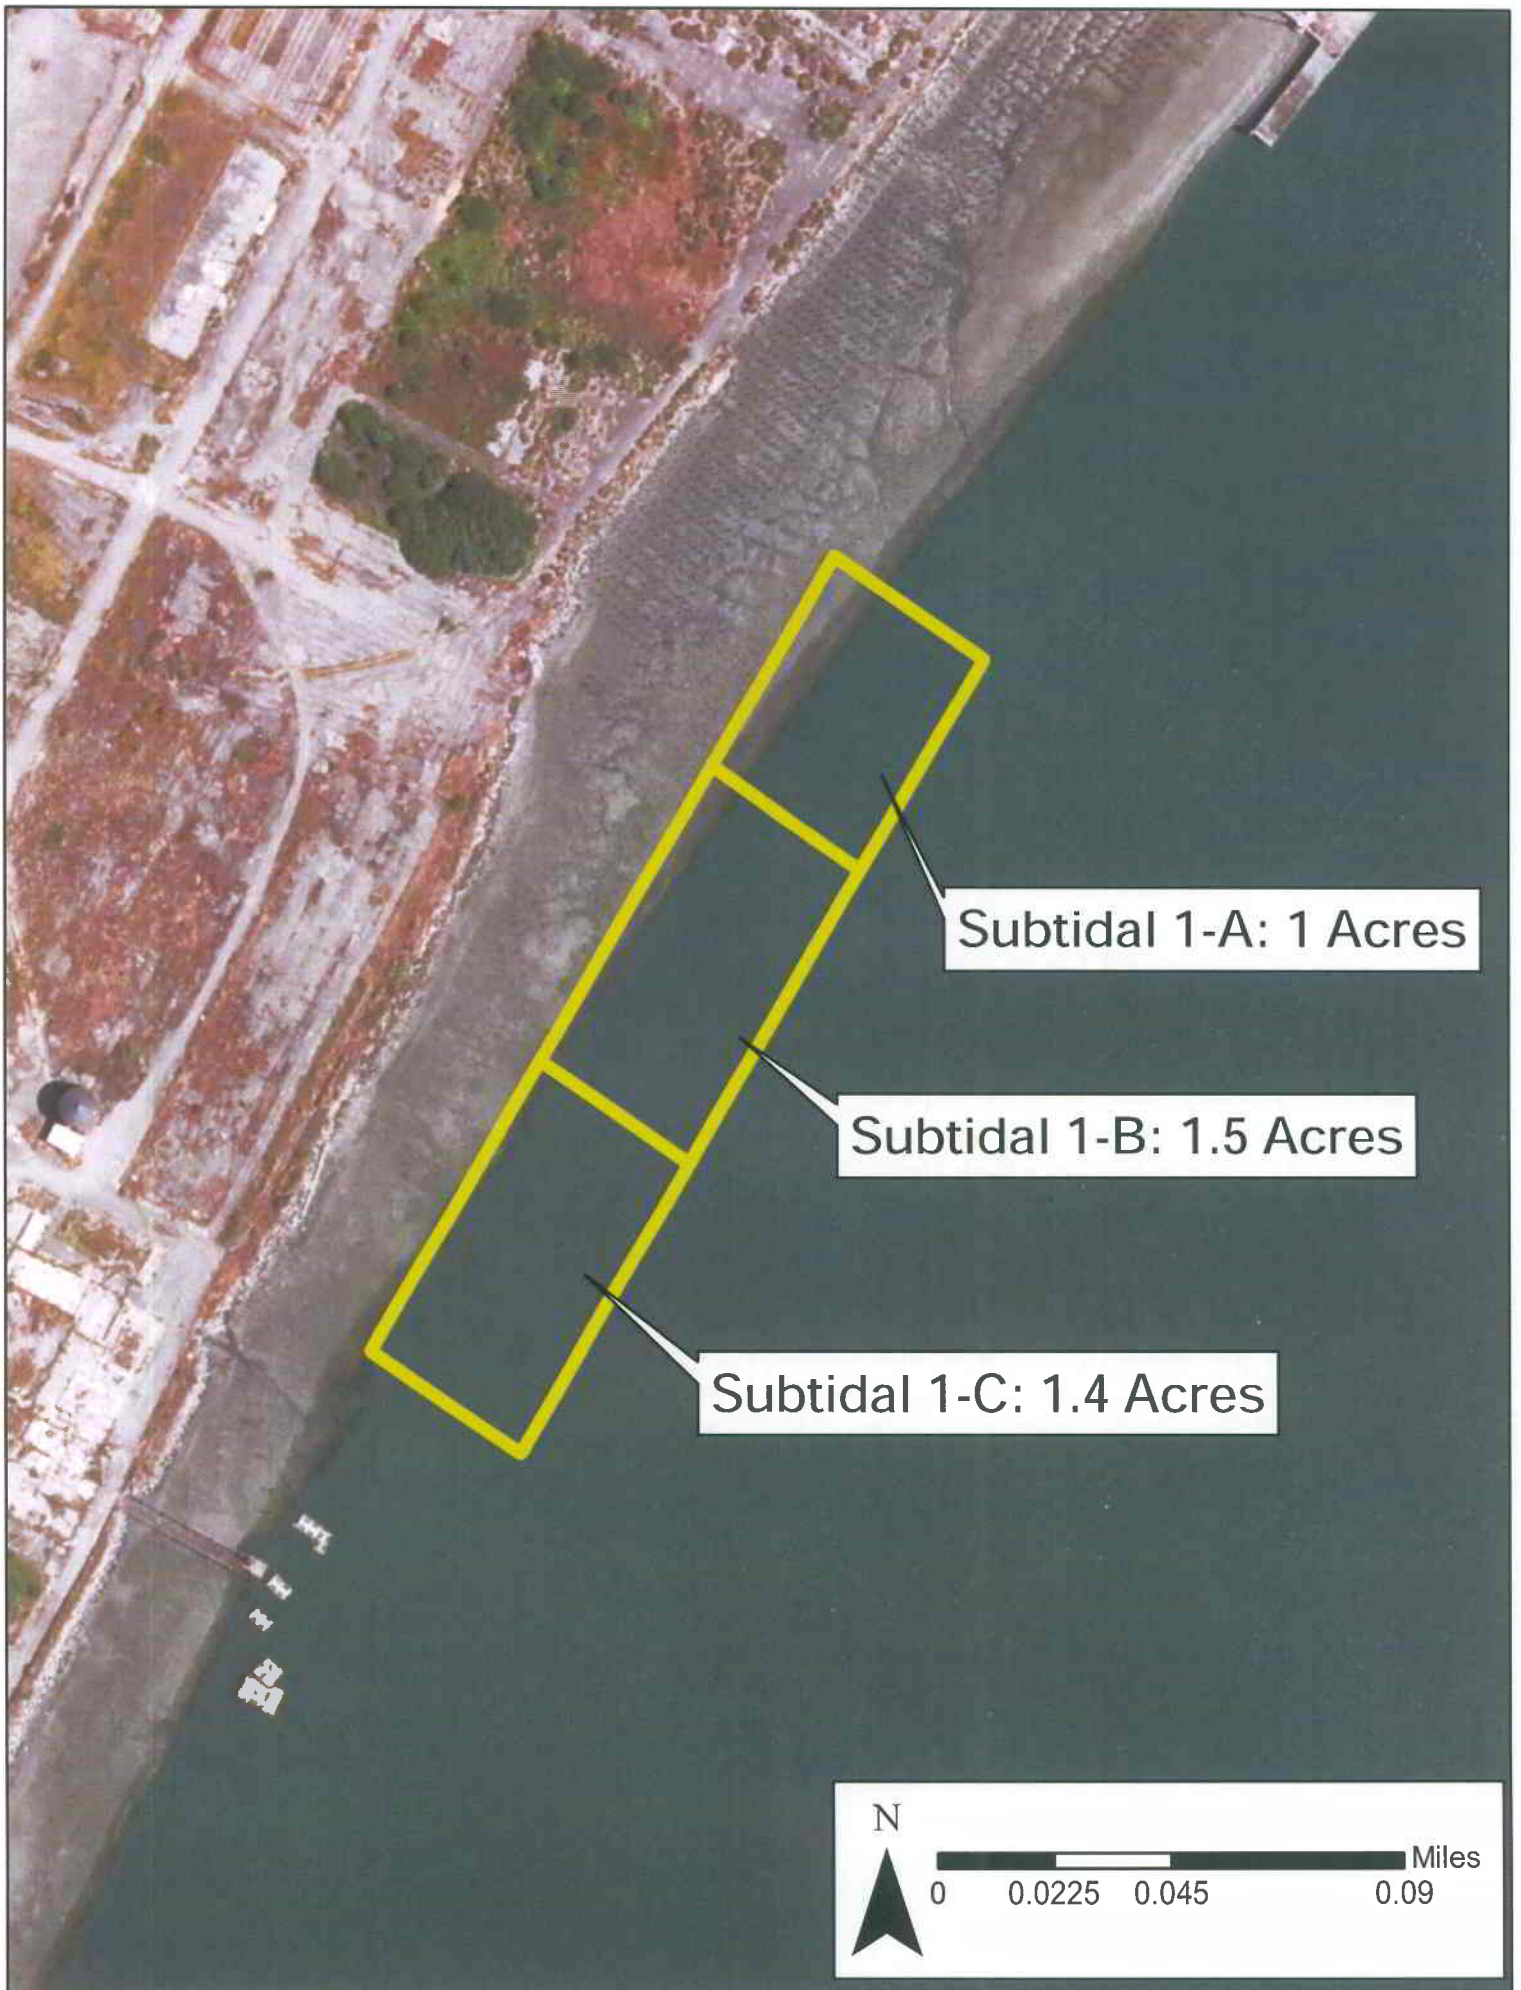 Subtidal 1-A: 1 Acres
Subtidal 1-B: 1.5 Acres
Subtidal 1-C: 1.4 Acres
N
Miles
0 0.0225 0.045 0.09